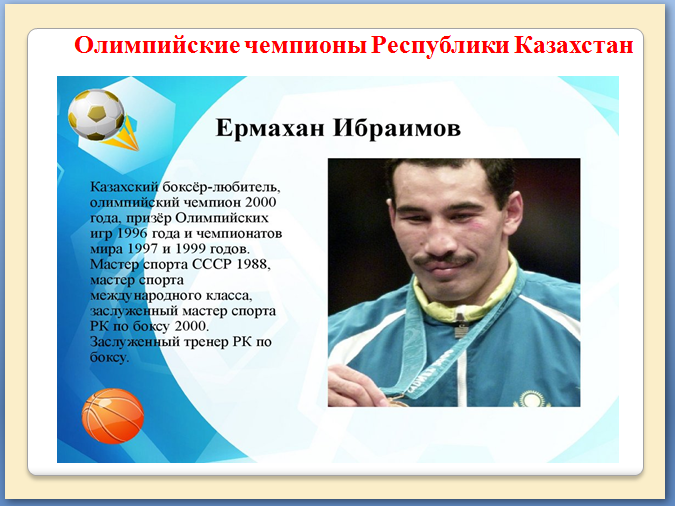 Олимпийские чемпионы Республики Казахстан
Ермахан Ибраимов
Казахский боксёр-любитель,
олимпийский чемпион 2000
года, призёр Олимпийских
игр 1996 года и чемпионатов
мира 1997 и 1999 годов.
Мастер спорта СССР 1988,
мастер спорта
международного класса,
заслуженный мастер спорта
РК по боксу 2000.
Заслуженный тренер РК по
боксу.